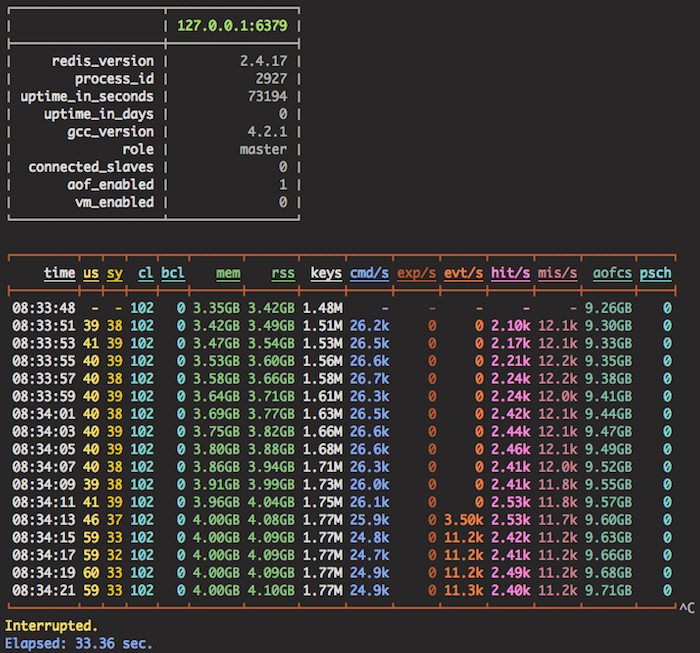 127.0.0.1:6379
redis_version 2.4.17
process_id 2927
uptime_in_seconds 73194
uptime_in_days 0
gcc_version 4.2.1
role master
connected_slaves 0
aof_enabled 1
vm_enabled 0
time us sy cl bcl mem rss keys cmd/s exp/s evt/s hit/s mis/s aofcs psch
08:33:48 - - 102 0 3.35GB 3.42GB 1.48M - - - - - 9.26GB 0
08:33:51 39 38 102 0 3.42GB 3.49GB 1.51M 26.2k 0 0 2.10k 12.1k 9.30GB 0
08:33:53 41 39 102 0 3.47GB 3.54GB 1.53M 26.5k 0 0 2.17k 12.1k 9.33GB 0
08:33:55 40 39 102 0 3.53GB 3.60GB 1.56M 26.6k 0 0 2.21k 12.2k 9.35GB 0
08:33:57 40 38 102 0 3.58GB 3.66GB 1.58M 26.7k 0 0 2.24k 12.2k 9.38GB 0
08:33:59 40 39 102 0 3.64GB 3.71GB 1.61M 26.3k 0 0 2.24k 12.0k 9.41GB 0
08:34:01 40 38 102 0 3.69GB 3.77GB 1.63M 26.5k 0 0 2.42k 12.1k 9.44GB 0
08:34:03 40 39 102 0 3.75GB 3.82GB 1.66M 26.6k 0 0 2.44k 12.1k 9.47GB 0
08:34:05 40 39 102 0 3.80GB 3.88GB 1.68M 26.6k 0 0 2.46k 12.1k 9.49GB 0
08:34:07 40 38 102 0 3.86GB 3.94GB 1.71M 26.3k 0 0 2.41k 12.0k 9.52GB 0
08:34:09 39 38 102 0 3.91GB 3.99GB 1.73M 26.0k 0 0 2.41k 11.8k 9.55GB 0
08:34:11 41 39 102 0 3.96GB 4.04GB 1.75M 26.1k 0 0 2.53k 11.8k 9.57GB 0
08:34:13 46 37 102 0 4.00GB 4.08GB 1.77M 25.9k 0 3.50k 2.53k 11.7k 9.60GB 0
08:34:15 59 33 102 0 4.00GB 4.09GB 1.77M 24.8k 0 11.2k 2.42k 11.2k 9.63GB 0
08:34:17 59 32 102 0 4.00GB 4.09GB 1.77M 24.7k 0 11.2k 2.41k 11.2k 9.66GB 0
08:34:19 60 33 102 0 4.00GB 4.09GB 1.77M 24.9k 0 11.2k 2.49k 11.2k 9.68GB 0
08:34:21 59 33 102 0 4.00GB 4.10GB 1.77M 24.9k 0 11.3k 2.40k 11.2k 9.71GB 0
^C
Interrupted.
Elapsed: 33.36 sec.